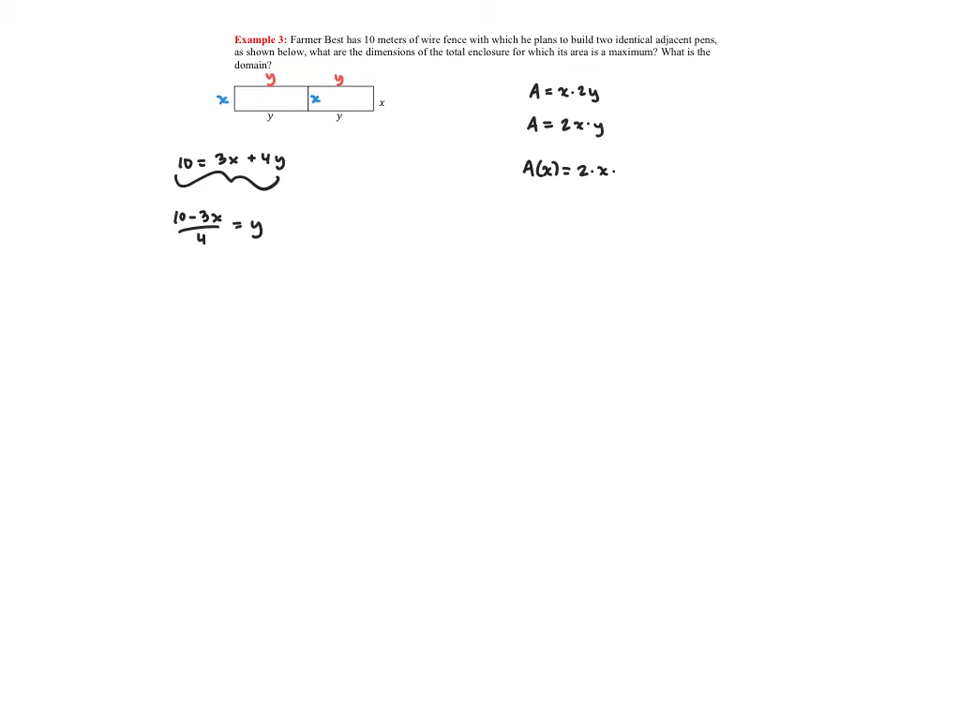 Example 3: Farmer Best has 10 meters of wire fence with which he plans to build two identical adjacent pens,
as shown below, what are the dimensions of the total enclosure for which its area is a maximum? What is the
domain?
y y
x x x
y y
10 = 3x + 4y
(10 - 3x)/4 = y
A = x · 2y
A = 2x · y
A(x) = 2 · x ·